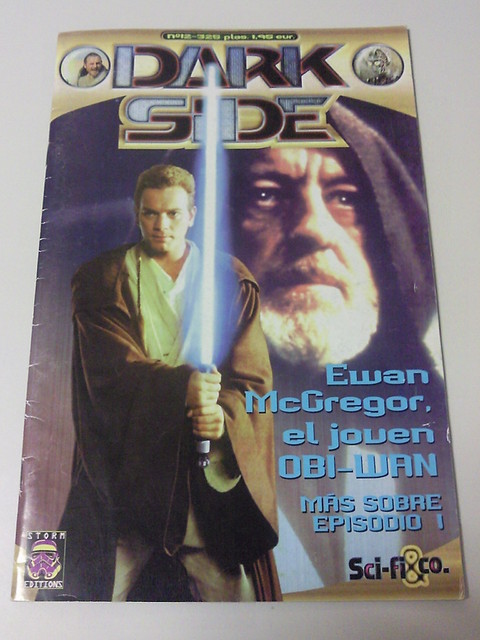 Nº12-325 ptas. 1,95 eur.
DARK
SIDE
Ewan
McGregor,
el joven
OBI-WAN
MÁS SOBRE
EPISODIO 1
STORM
EDITIONS
Sci-fi&co.